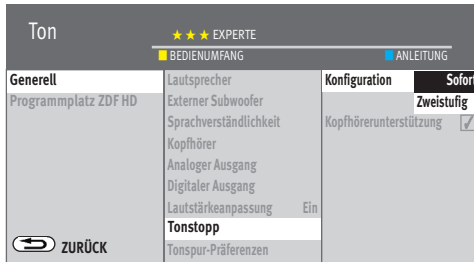 Ton
★★★ EXPERTE
BEDIENUMFANG
ANLEITUNG
Generell
Programmplatz ZDF HD
ZURÜCK
Lautsprecher
Externer Subwoofer
Sprachverständlichkeit
Kopfhörer
Analoger Ausgang
Digitaler Ausgang
Lautstärkeanpassung Ein
Tonstopp
Tonspur-Präferenzen
Konfiguration Sofort
Zweistufig
Kopfhörerunterstützung